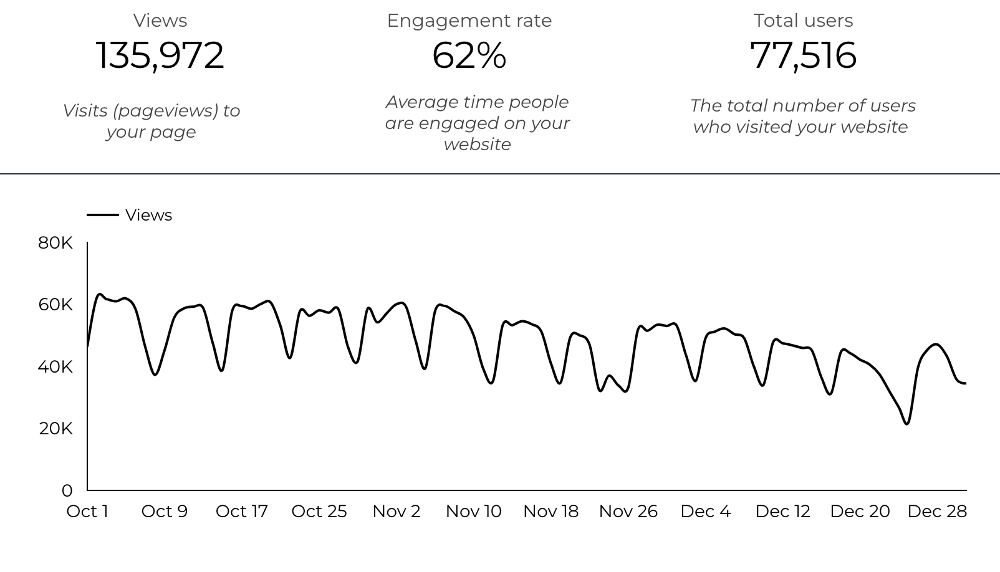 Views
135,972
Visits (pageviews) to
your page
Engagement rate
62%
Average time people
are engaged on your
website
Total users
77,516
The total number of users
who visited your website
Views
80K
60K
40K
20K
0
Oct 1 Oct 9 Oct 17 Oct 25 Nov 2 Nov 10 Nov 18 Nov 26 Dec 4 Dec 12 Dec 20 Dec 28